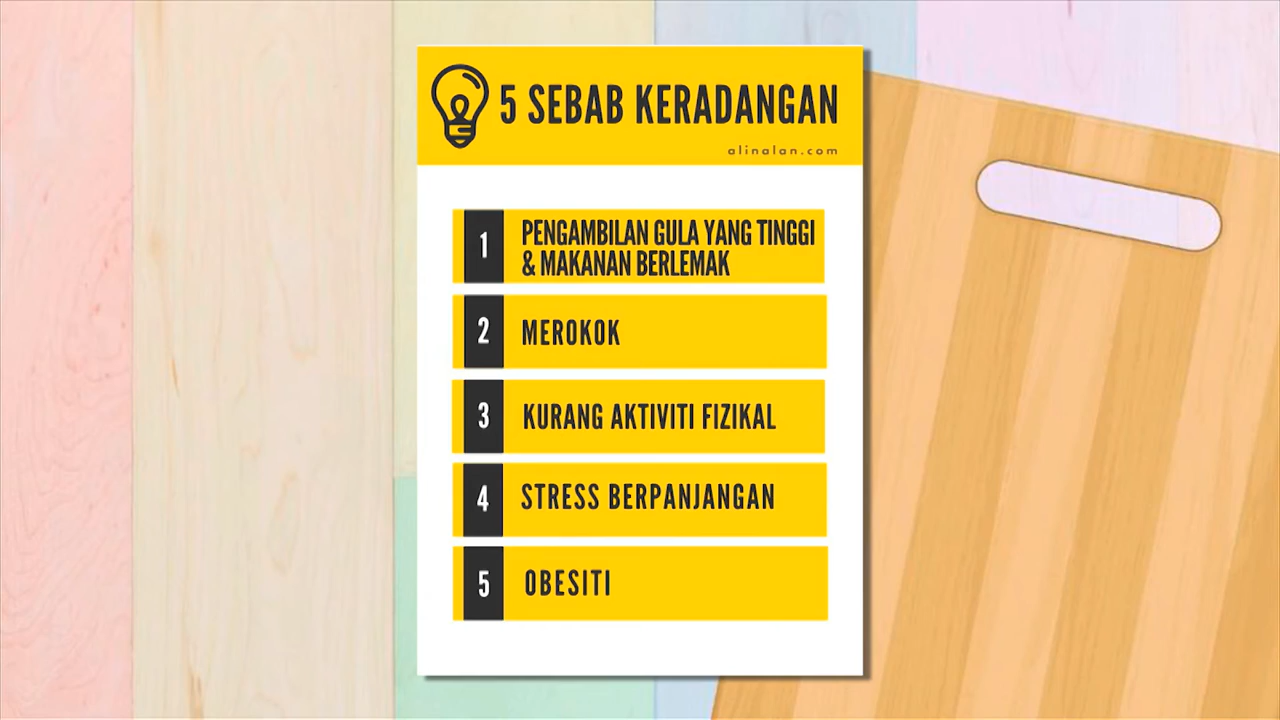 5 SEBAB KERADANGAN
alinalan.com
1
PENGAMBILAN GULA YANG TINGGI
& MAKANAN BERLEMAK
2
MEROKOK
3
KURANG AKTIVITI FIZIKAL
4
STRESS BERPANJANGAN
5
OBESITI